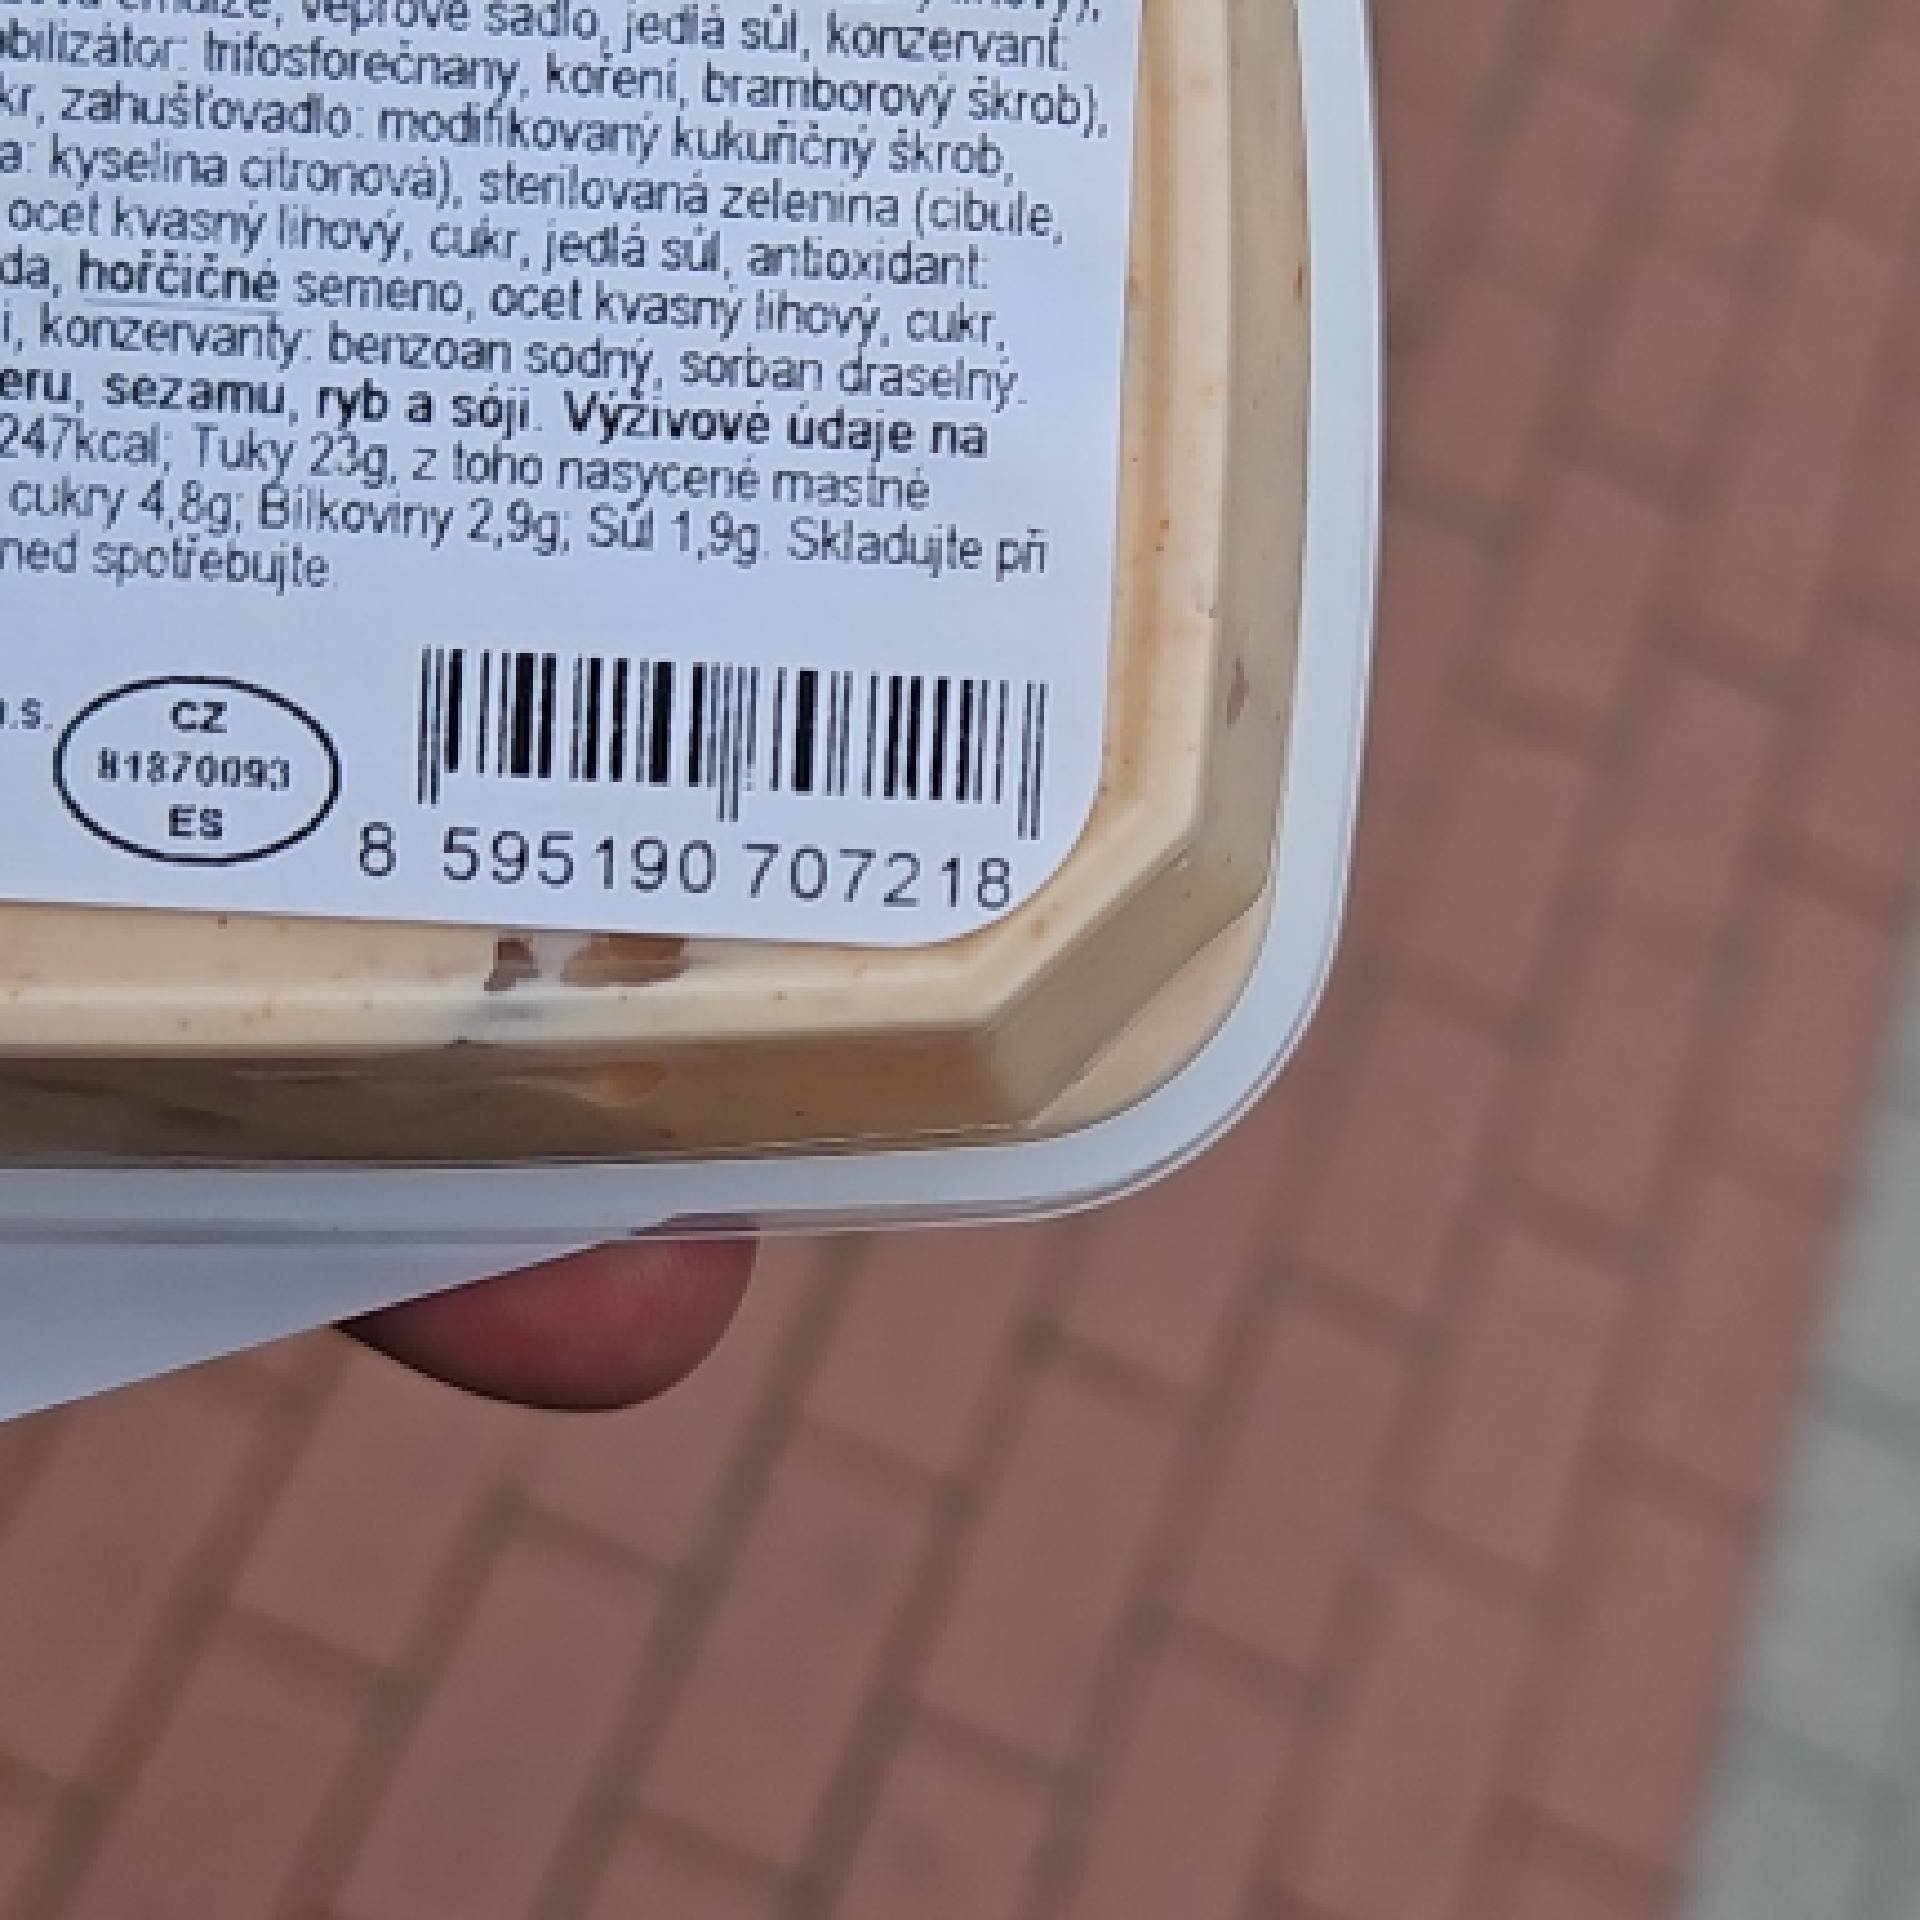 emulze, vepřové sádlo, jedlá sůl, konzervant:
abilizátor: trifosforečnany, koření, bramborový škrob),
kr, zahušťovadlo: modifikovaný kukuřičný škrob,
a: kyselina citronová), sterilovaná zelenina (cibule,
ocet kvasný lihový, cukr, jedlá sůl, antioxidant:
da, hořčičné semeno, ocet kvasný lihový, cukr,
i, konzervanty: benzoan sodný, sorban draselný.
eru, sezamu, ryb a sóji. Výživové údaje na
247kcal; Tuky 23g, z toho nasycené mastné
cukry 4,8g; Bílkoviny 2,9g; Sůl 1,9g. Skladujte při
ned spotřebujte.
.s.
CZ
81870093
ES
8 595190 707218